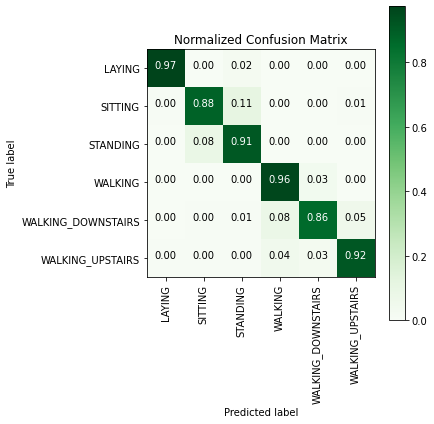 Normalized Confusion Matrix
True label
LAYING 0.97 0.00 0.02 0.00 0.00 0.00
SITTING 0.00 0.88 0.11 0.00 0.00 0.01
STANDING 0.00 0.08 0.91 0.00 0.00 0.00
WALKING 0.00 0.00 0.00 0.96 0.03 0.00
WALKING_DOWNSTAIRS 0.00 0.00 0.01 0.08 0.86 0.05
WALKING_UPSTAIRS 0.00 0.00 0.00 0.04 0.03 0.92
LAYING
SITTING
STANDING
WALKING
WALKING_DOWNSTAIRS
WALKING_UPSTAIRS
Predicted label
0.8
0.6
0.4
0.2
0.0